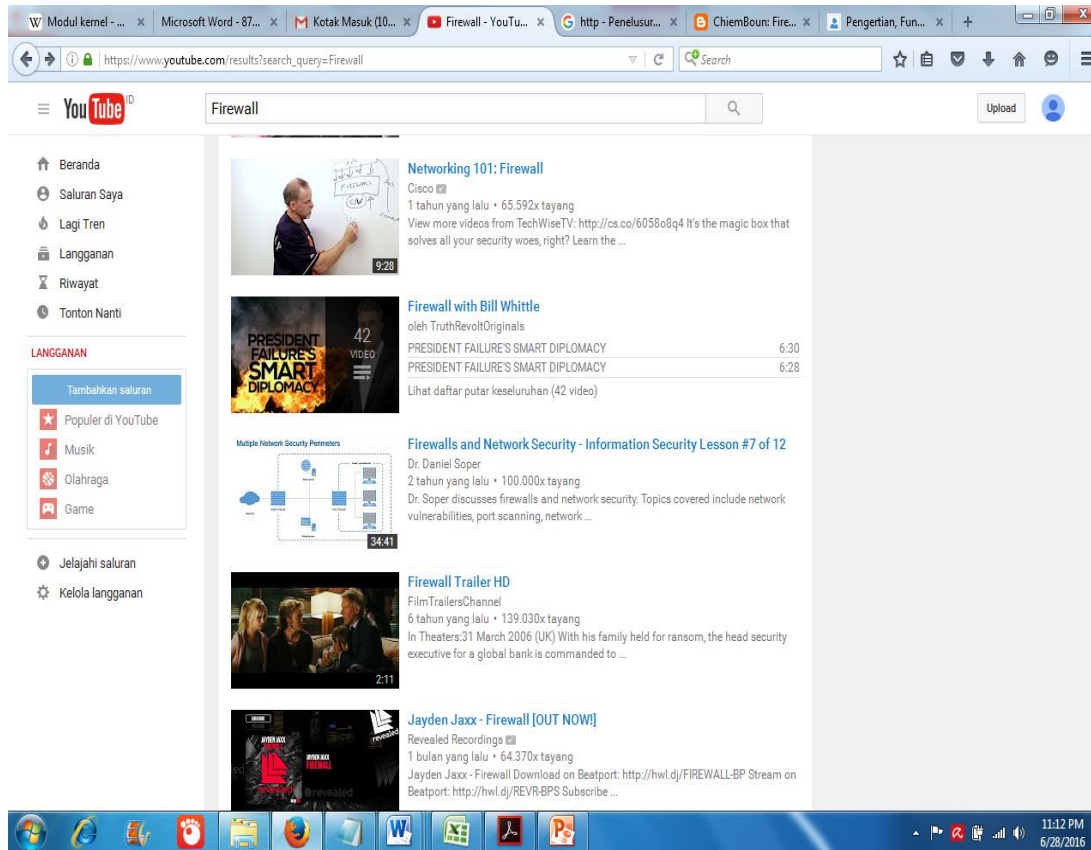 Modul kernel - ...
Microsoft Word - 87...
Kotak Masuk (10...
Firewall - YouTu...
http - Penelusur...
ChiemBoun: Fire...
Pengertian, Fun...
https://www.youtube.com/results?search_query=Firewall
Search
YouTube ID
Firewall
Upload
Beranda
Saluran Saya
Lagi Tren
Langganan
Riwayat
Tonton Nanti
LANGGANAN
Tambahkan saluran
Populer di YouTube
Musik
Olahraga
Game
Jelajahi saluran
Kelola langganan
FIREWALL
9:28
Networking 101: Firewall
Cisco
1 tahun yang lalu • 65.592x tayang
View more videos from TechWiseTV: http://cs.co/6058o8q4 It's the magic box that
solves all your security woes, right? Learn the ...
PRESIDENT
FAILURE'S
SMART
DIPLOMACY
42
VIDEO
Firewall with Bill Whittle
oleh TruthRevoltOriginals
PRESIDENT FAILURE'S SMART DIPLOMACY 6:30
PRESIDENT FAILURE'S SMART DIPLOMACY 6:28
Lihat daftar putar keseluruhan (42 video)
Multiple Network Security Perimeters
34:41
Firewalls and Network Security - Information Security Lesson #7 of 12
Dr. Daniel Soper
2 tahun yang lalu • 100.000x tayang
Dr. Soper discusses firewalls and network security. Topics covered include network
vulnerabilities, port scanning, network ...
2:11
Firewall Trailer HD
FilmTrailersChannel
6 tahun yang lalu • 139.030x tayang
In Theaters:31 March 2006 (UK) With his family held for ransom, the head security
executive for a global bank is commanded to ...
JAYDEN JAXX
FIREWALL
revealed
Jayden Jaxx - Firewall [OUT NOW!]
Revealed Recordings
1 bulan yang lalu • 64.370x tayang
Jayden Jaxx - Firewall Download on Beatport: http://hwl.dj/FIREWALL-BP Stream on
Beatport: http://hwl.dj/REVR-BPS Subscribe ...
11:12 PM
6/28/2016